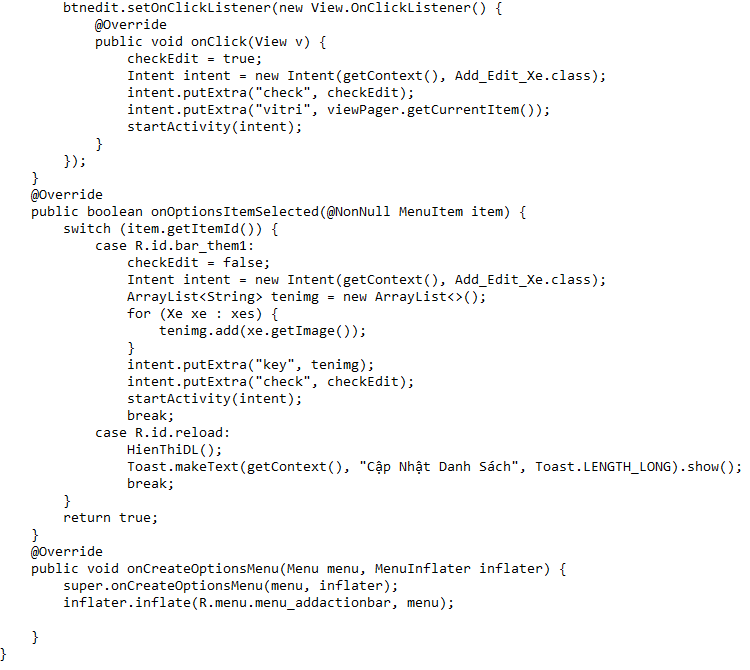 btnedit.setOnClickListener(new View.OnClickListener() {
@Override
public void onClick(View v) {
checkEdit = true;
Intent intent = new Intent(getContext(), Add_Edit_Xe.class);
intent.putExtra("check", checkEdit);
intent.putExtra("vitri", viewPager.getCurrentItem());
startActivity(intent);
}
});
}
@Override
public boolean onOptionsItemSelected(@NonNull MenuItem item) {
switch (item.getItemId()) {
case R.id.bar_them1:
checkEdit = false;
Intent intent = new Intent(getContext(), Add_Edit_Xe.class);
ArrayList<String> tenimg = new ArrayList<>();
for (Xe xe : xes) {
tenimg.add(xe.getImage());
}
intent.putExtra("key", tenimg);
intent.putExtra("check", checkEdit);
startActivity(intent);
break;
case R.id.reload:
HienThiDL();
Toast.makeText(getContext(), "Cập Nhật Danh Sách", Toast.LENGTH_LONG).show();
break;
}
return true;
}
@Override
public void onCreateOptionsMenu(Menu menu, MenuInflater inflater) {
super.onCreateOptionsMenu(menu, inflater);
inflater.inflate(R.menu.menu_addactionbar, menu);
}
}